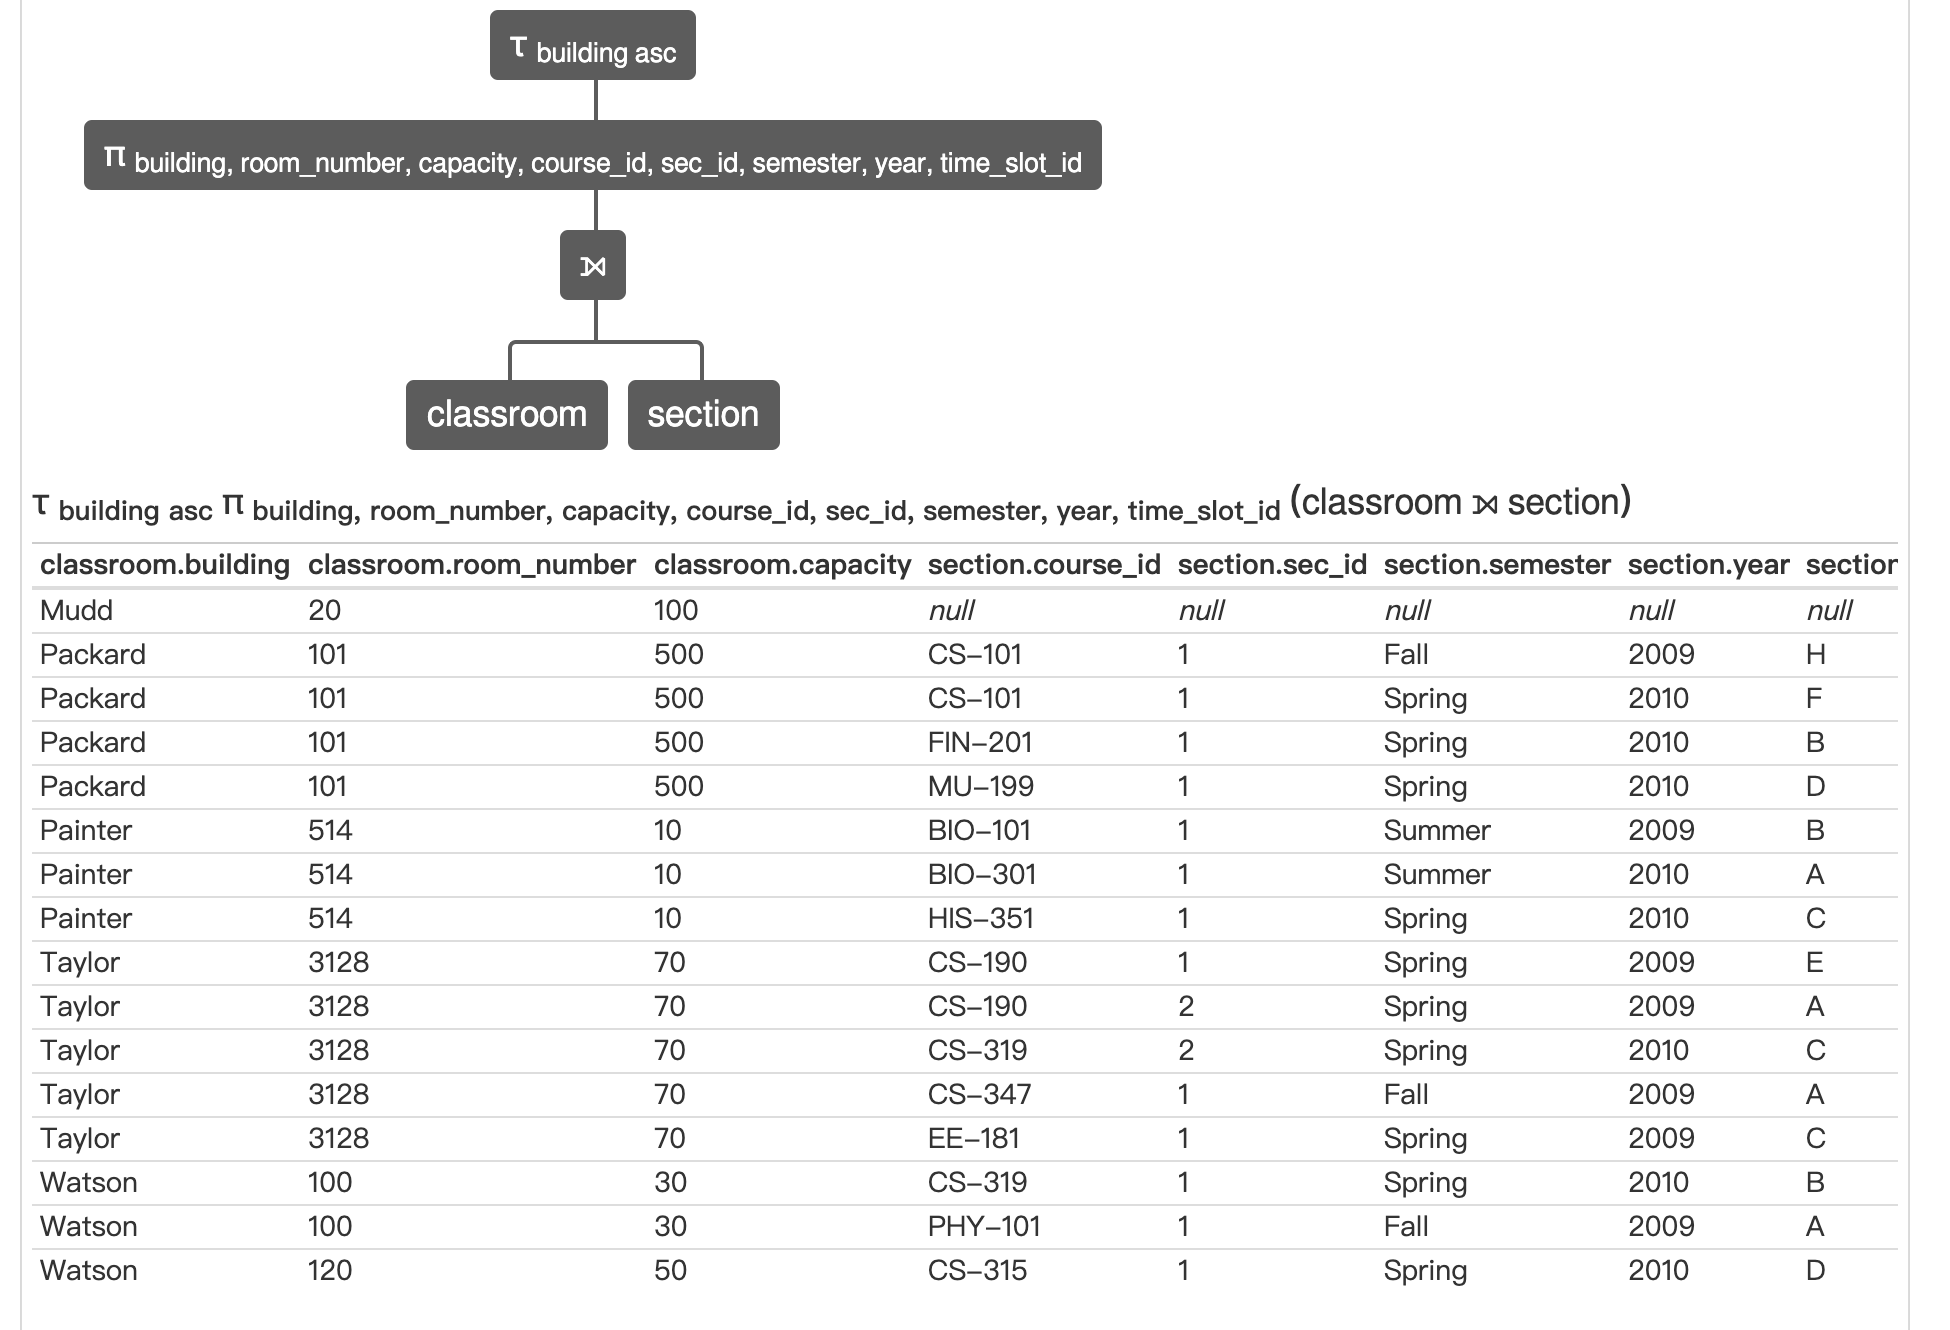 τ building asc
π building, room_number, capacity, course_id, sec_id, semester, year, time_slot_id
⟕
classroom section
τ building asc π building, room_number, capacity, course_id, sec_id, semester, year, time_slot_id (classroom ⟕ section)
classroom.building classroom.room_number classroom.capacity section.course_id section.sec_id section.semester section.year section
Mudd 20 100 null null null null null
Packard 101 500 CS-101 1 Fall 2009 H
Packard 101 500 CS-101 1 Spring 2010 F
Packard 101 500 FIN-201 1 Spring 2010 B
Packard 101 500 MU-199 1 Spring 2010 D
Painter 514 10 BIO-101 1 Summer 2009 B
Painter 514 10 BIO-301 1 Summer 2010 A
Painter 514 10 HIS-351 1 Spring 2010 C
Taylor 3128 70 CS-190 1 Spring 2009 E
Taylor 3128 70 CS-190 2 Spring 2009 A
Taylor 3128 70 CS-319 2 Spring 2010 C
Taylor 3128 70 CS-347 1 Fall 2009 A
Taylor 3128 70 EE-181 1 Spring 2009 C
Watson 100 30 CS-319 1 Spring 2010 B
Watson 100 30 PHY-101 1 Fall 2009 A
Watson 120 50 CS-315 1 Spring 2010 D